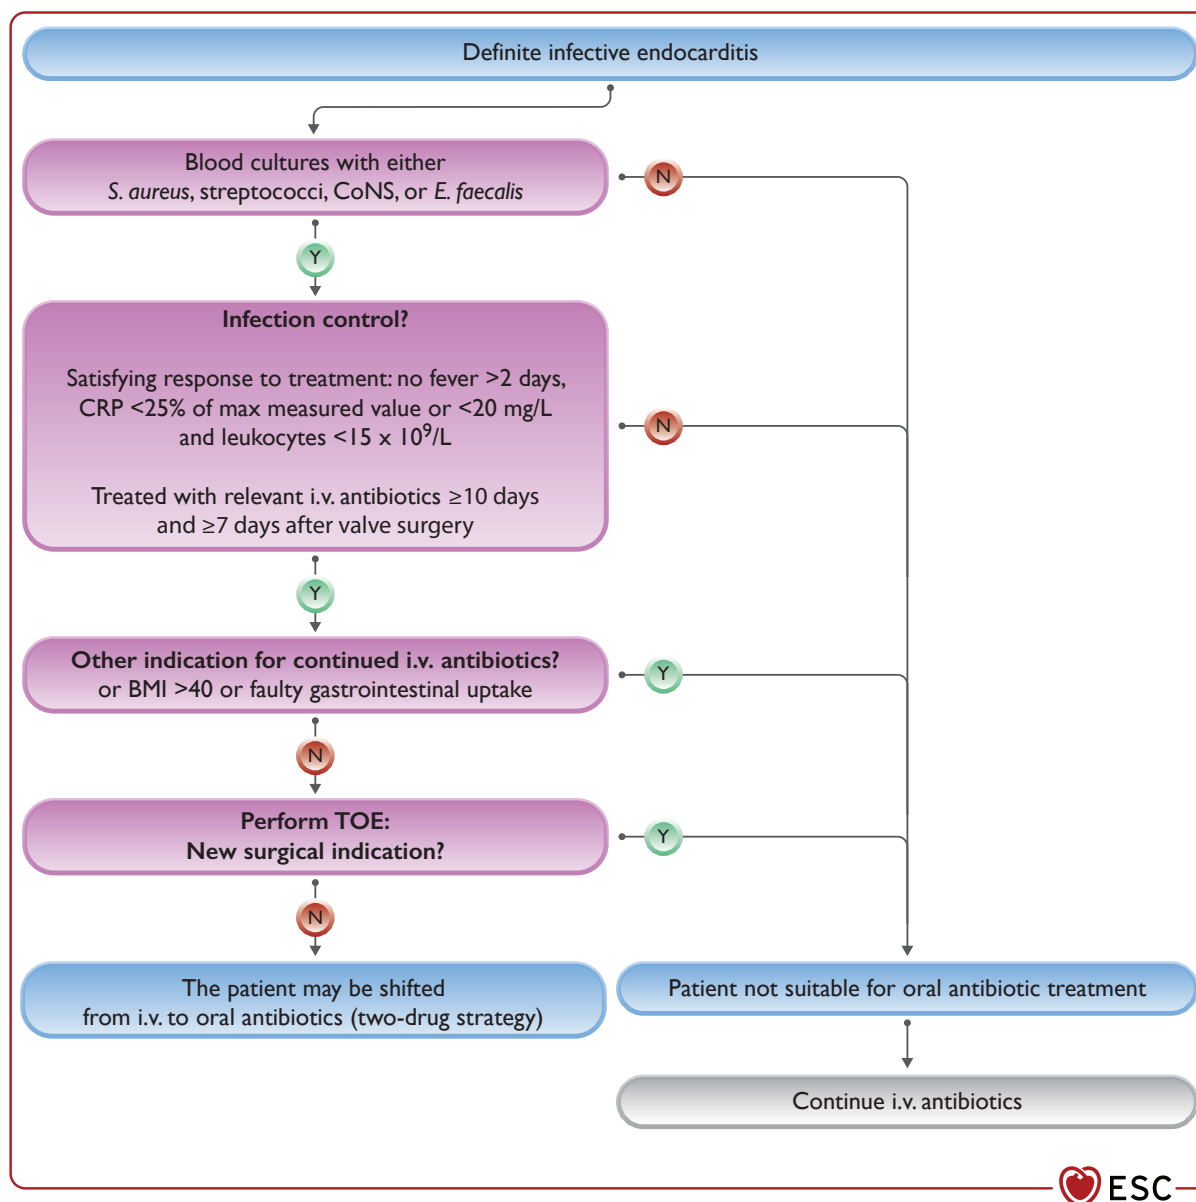 Definite infective endocarditis
Blood cultures with either
S. aureus, streptococci, CoNS, or E. faecalis
N
Y
Infection control?
Satisfying response to treatment: no fever >2 days,
CRP <25% of max measured value or <20 mg/L
and leukocytes <15 x 10⁹/L
Treated with relevant i.v. antibiotics ≥10 days
and ≥7 days after valve surgery
N
Y
Other indication for continued i.v. antibiotics?
or BMI >40 or faulty gastrointestinal uptake
Y
N
Perform TOE:
New surgical indication?
Y
N
The patient may be shifted
from i.v. to oral antibiotics (two-drug strategy)
Patient not suitable for oral antibiotic treatment
Continue i.v. antibiotics
ESC